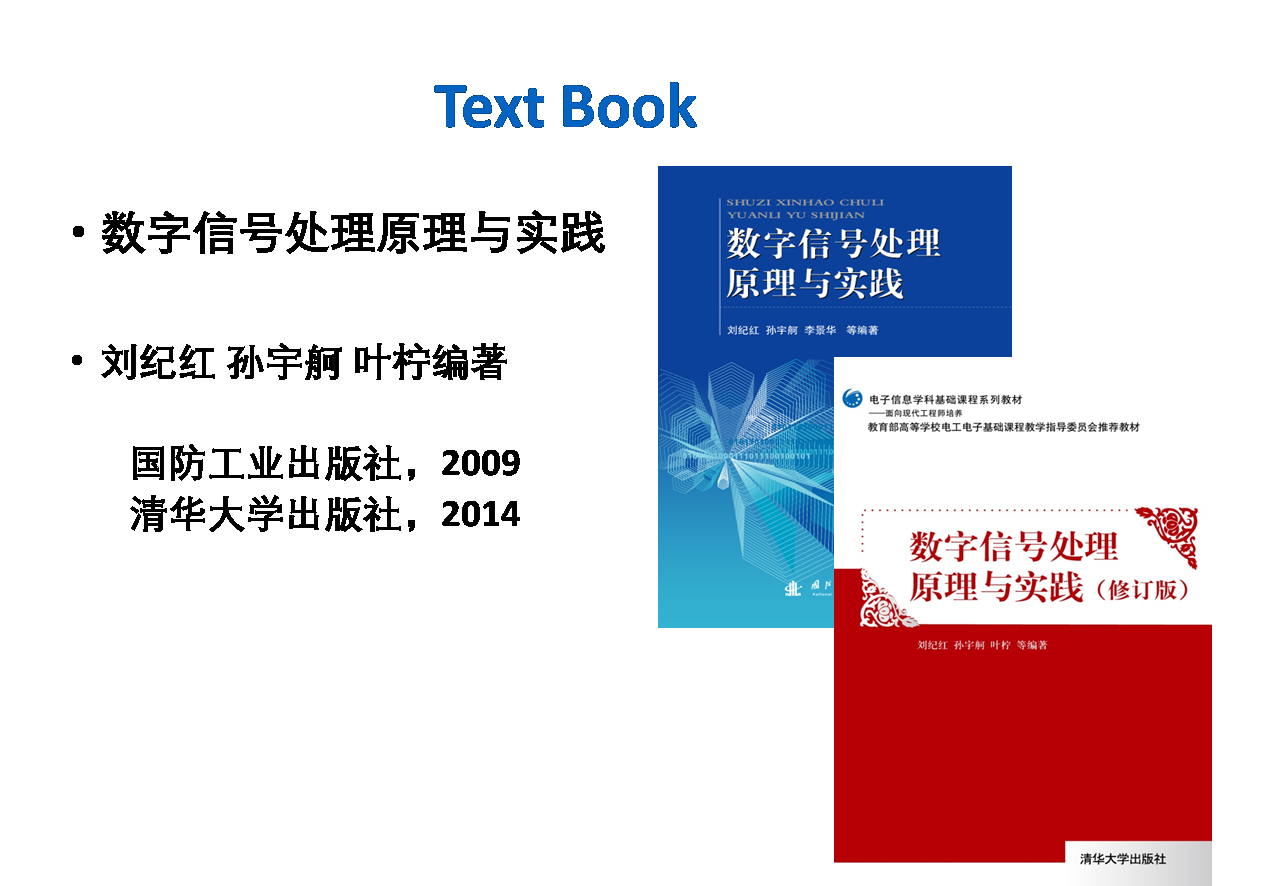 Text Book
• 数字信号处理原理与实践
• 刘纪红 孙宇舸 叶柠编著
国防工业出版社，2009
清华大学出版社，2014
SHUZI XINHAO CHULI
YUANLI YU SHIJIAN
数字信号处理
原理与实践
刘纪红 孙宇舸 李景华 等编著
电子信息学科基础课程系列教材
——面向现代工程师培养
教育部高等学校电工电子基础课程教学指导委员会推荐教材
数字信号处理
原理与实践（修订版）
刘纪红 孙宇舸 叶柠 等编著
清华大学出版社